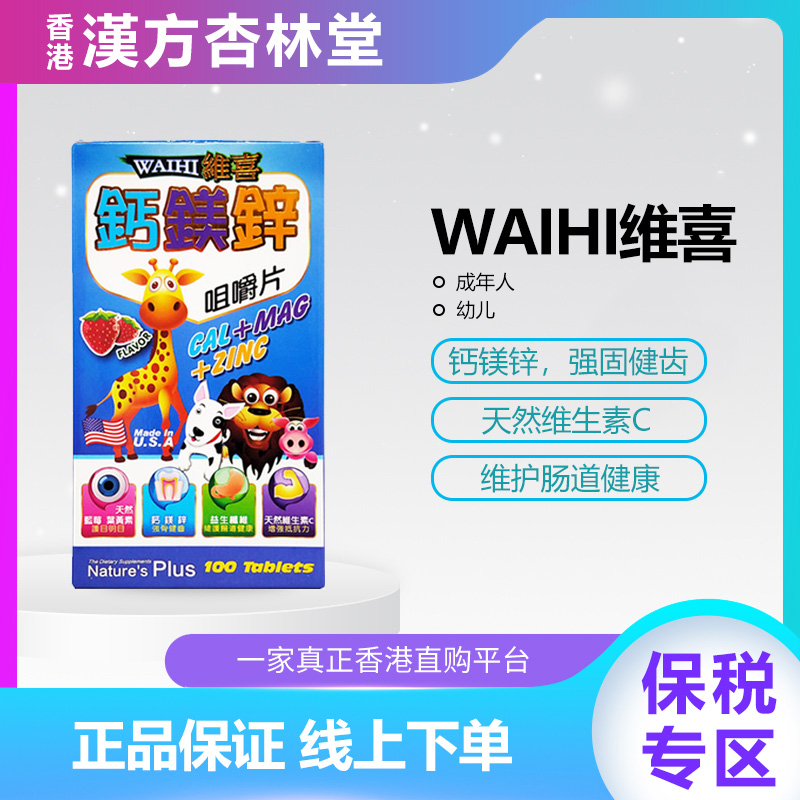 香港 漢方杏林堂
WAIHI 維喜
鈣鎂鋅
咀嚼片
CAL+MAG
+ZINC
FLAVOR
Made In
U.S.A
天然
藍莓 葉黃素
護目明目
鈣 鎂 鋅
強骨健齒
益生纖維
維護腸道健康
天然維生素C
增強抵抗力
The Dietary Supplements
Nature's Plus
100 Tablets
WAIHI维喜
成年人
幼儿
钙镁锌，强固健齿
天然维生素C
维护肠道健康
一家真正香港直购平台
正品保证 线上下单
保税
专区